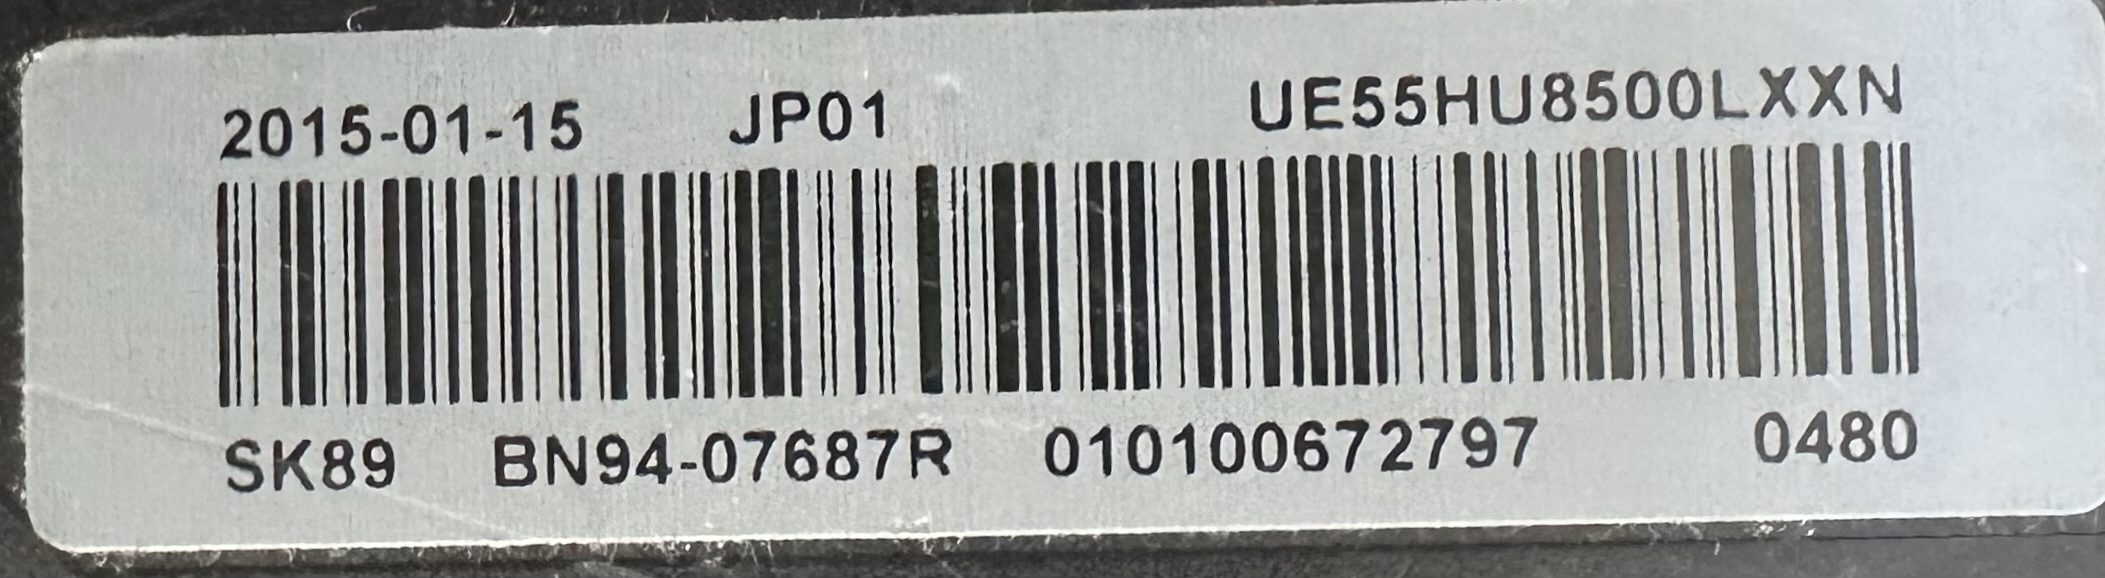 2015-01-15 JP01 UE55HU8500LXXN
SK89 BN94-07687R 010100672797 0480